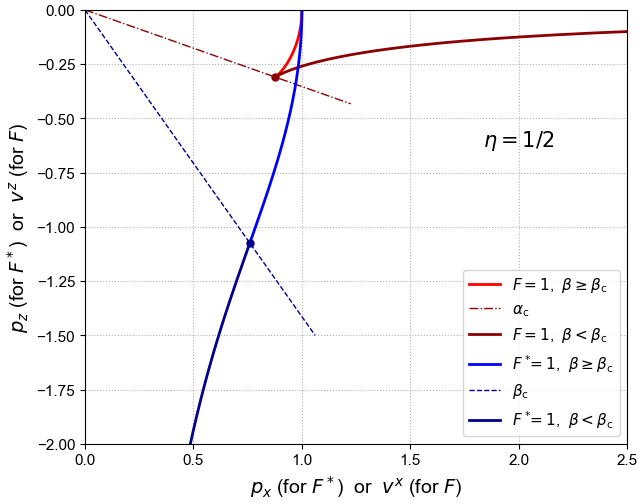 0.00
−0.25
−0.50
−0.75
−1.00
−1.25
−1.50
−1.75
−2.00
p_z (for F*) or v^z (for F)
η = 1/2
F = 1, β ≥ β_c
α_c
F = 1, β < β_c
F* = 1, β ≥ β_c
β_c
F* = 1, β < β_c
0.0 0.5 1.0 1.5 2.0 2.5
p_x (for F*) or v^x (for F)